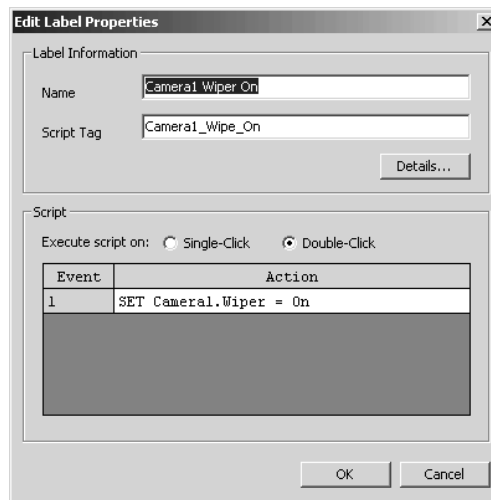 Edit Label Properties
Label Information
Name
Camera1 Wiper On
Script Tag
Camera1_Wipe_On
Details...
Script
Execute script on: Single-Click Double-Click
Event Action
1 SET Camera1.Wiper = On
OK Cancel